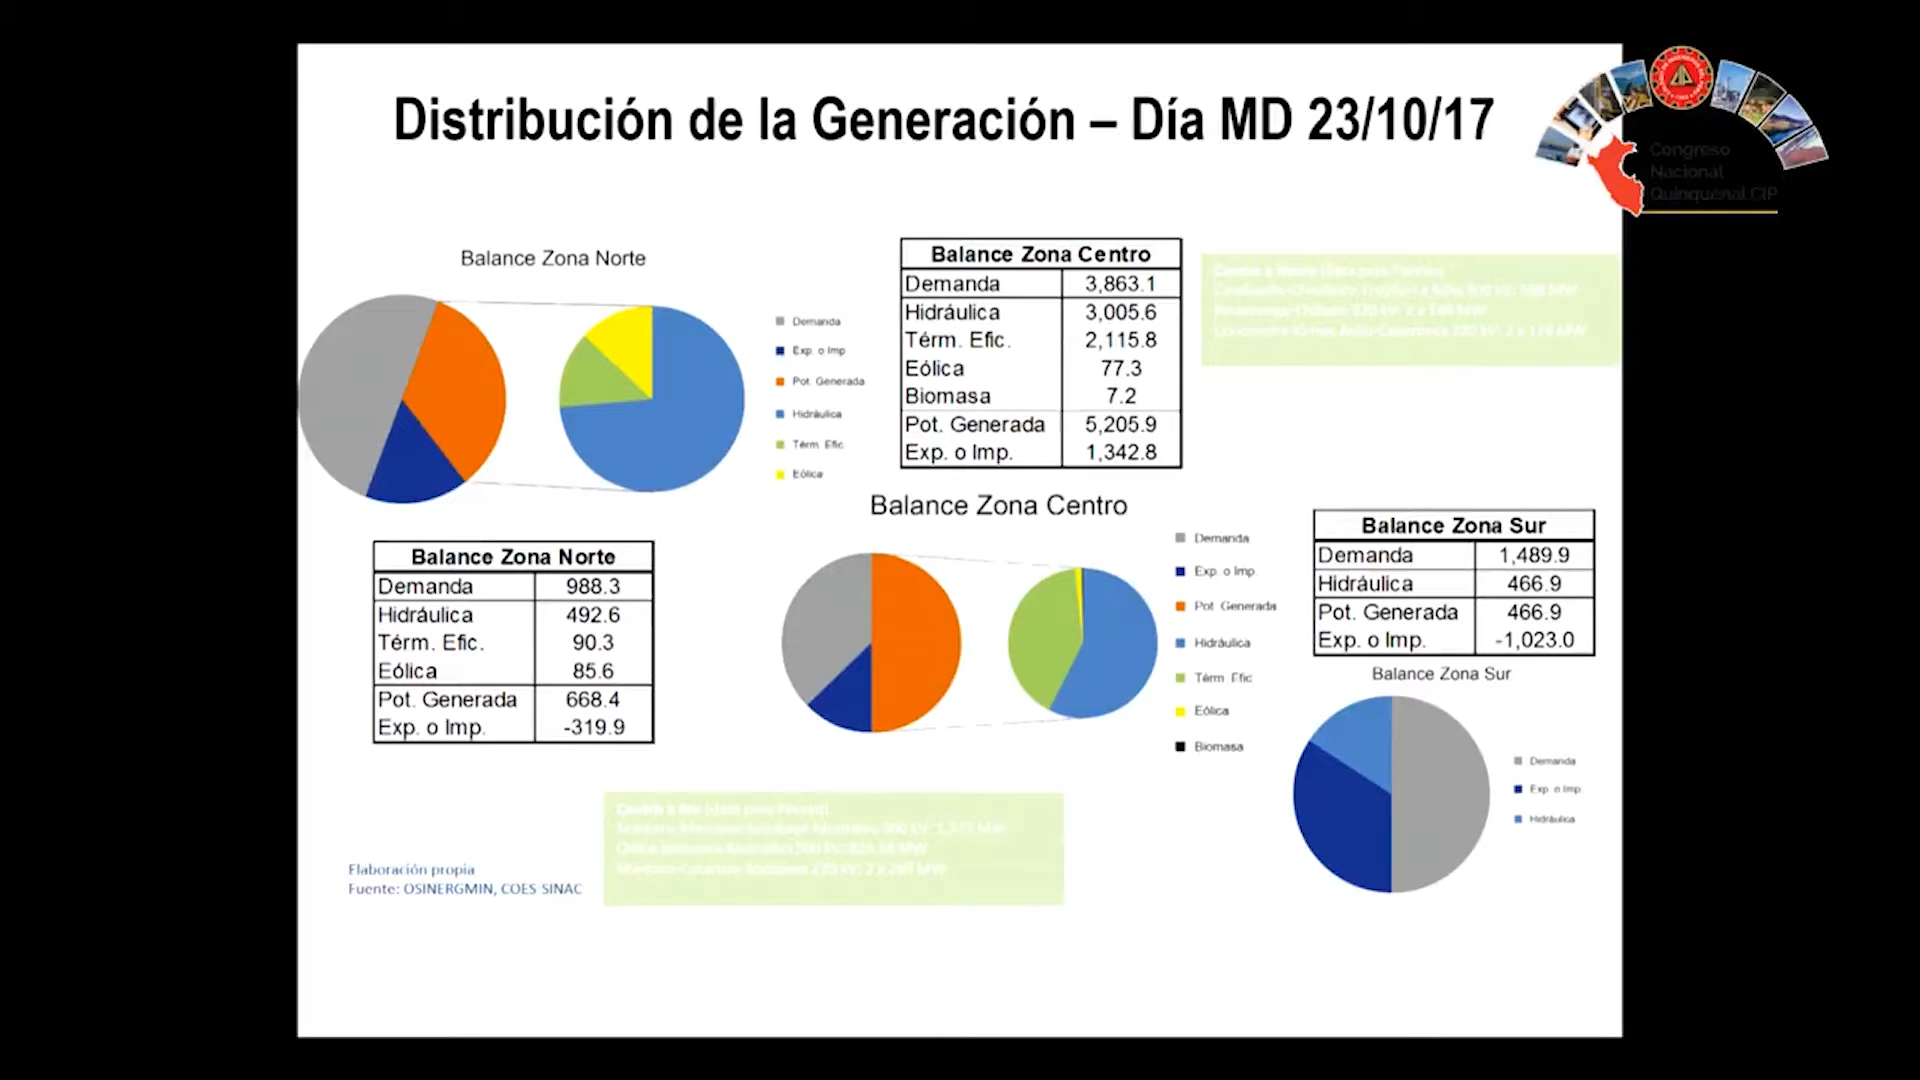 Distribución de la Generación – Día MD 23/10/17
Congreso
Nacional
Quinquenal CIP
Balance Zona Norte
Demanda
Exp. o Imp
Pot. Generada
Hidráulica
Térm. Efic
Eólica
Balance Zona Norte
Demanda 988.3
Hidráulica 492.6
Térm. Efic. 90.3
Eólica 85.6
Pot. Generada 668.4
Exp. o Imp. -319.9
Balance Zona Centro
Demanda 3,863.1
Hidráulica 3,005.6
Térm. Efic. 2,115.8
Eólica 77.3
Biomasa 7.2
Pot. Generada 5,205.9
Exp. o Imp. 1,342.8
Balance Zona Centro
Demanda
Exp. o Imp
Pot. Generada
Hidráulica
Térm. Efic
Eólica
Biomasa
Balance Zona Sur
Demanda 1,489.9
Hidráulica 466.9
Pot. Generada 466.9
Exp. o Imp. -1,023.0
Balance Zona Sur
Demanda
Exp. o Imp
Hidráulica
Elaboración propia
Fuente: OSINERGMIN, COES SINAC